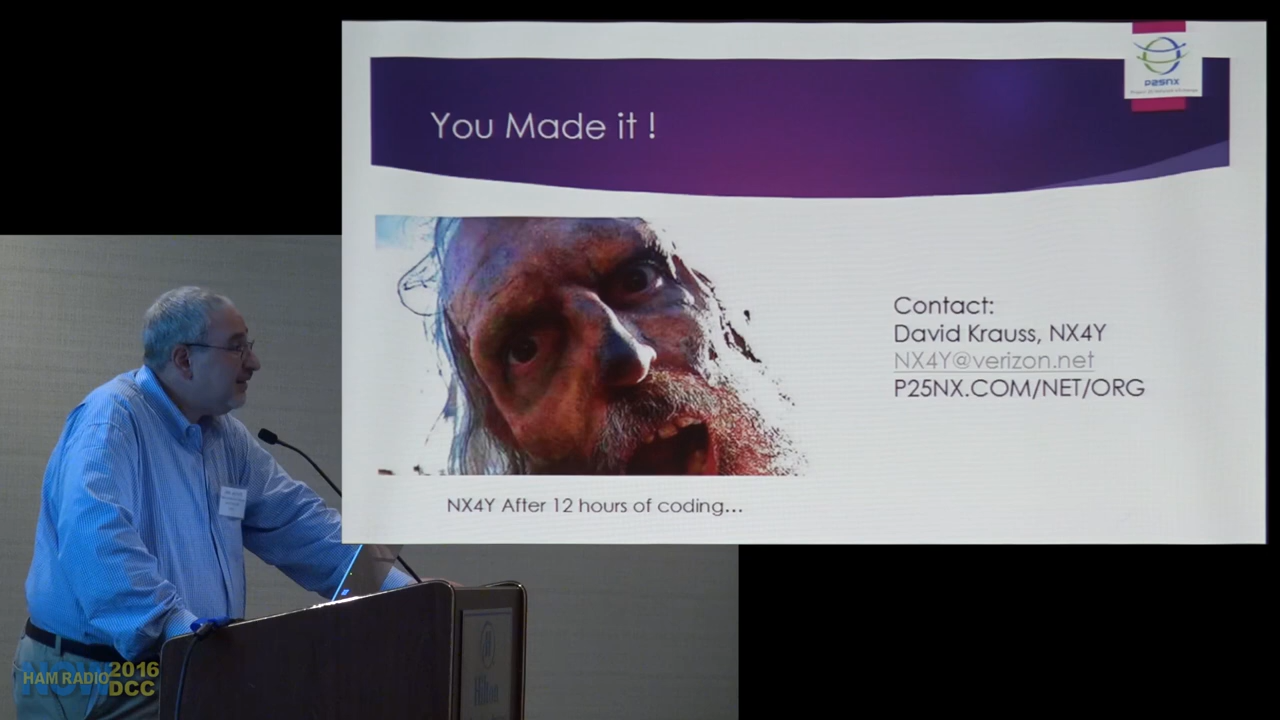 You Made it !
P25NX
Contact:
David Krauss, NX4Y
NX4Y@verizon.net
P25NX.COM/NET/ORG
NX4Y After 12 hours of coding...
Hilton
HAM RADIO
NOW
2016
DCC